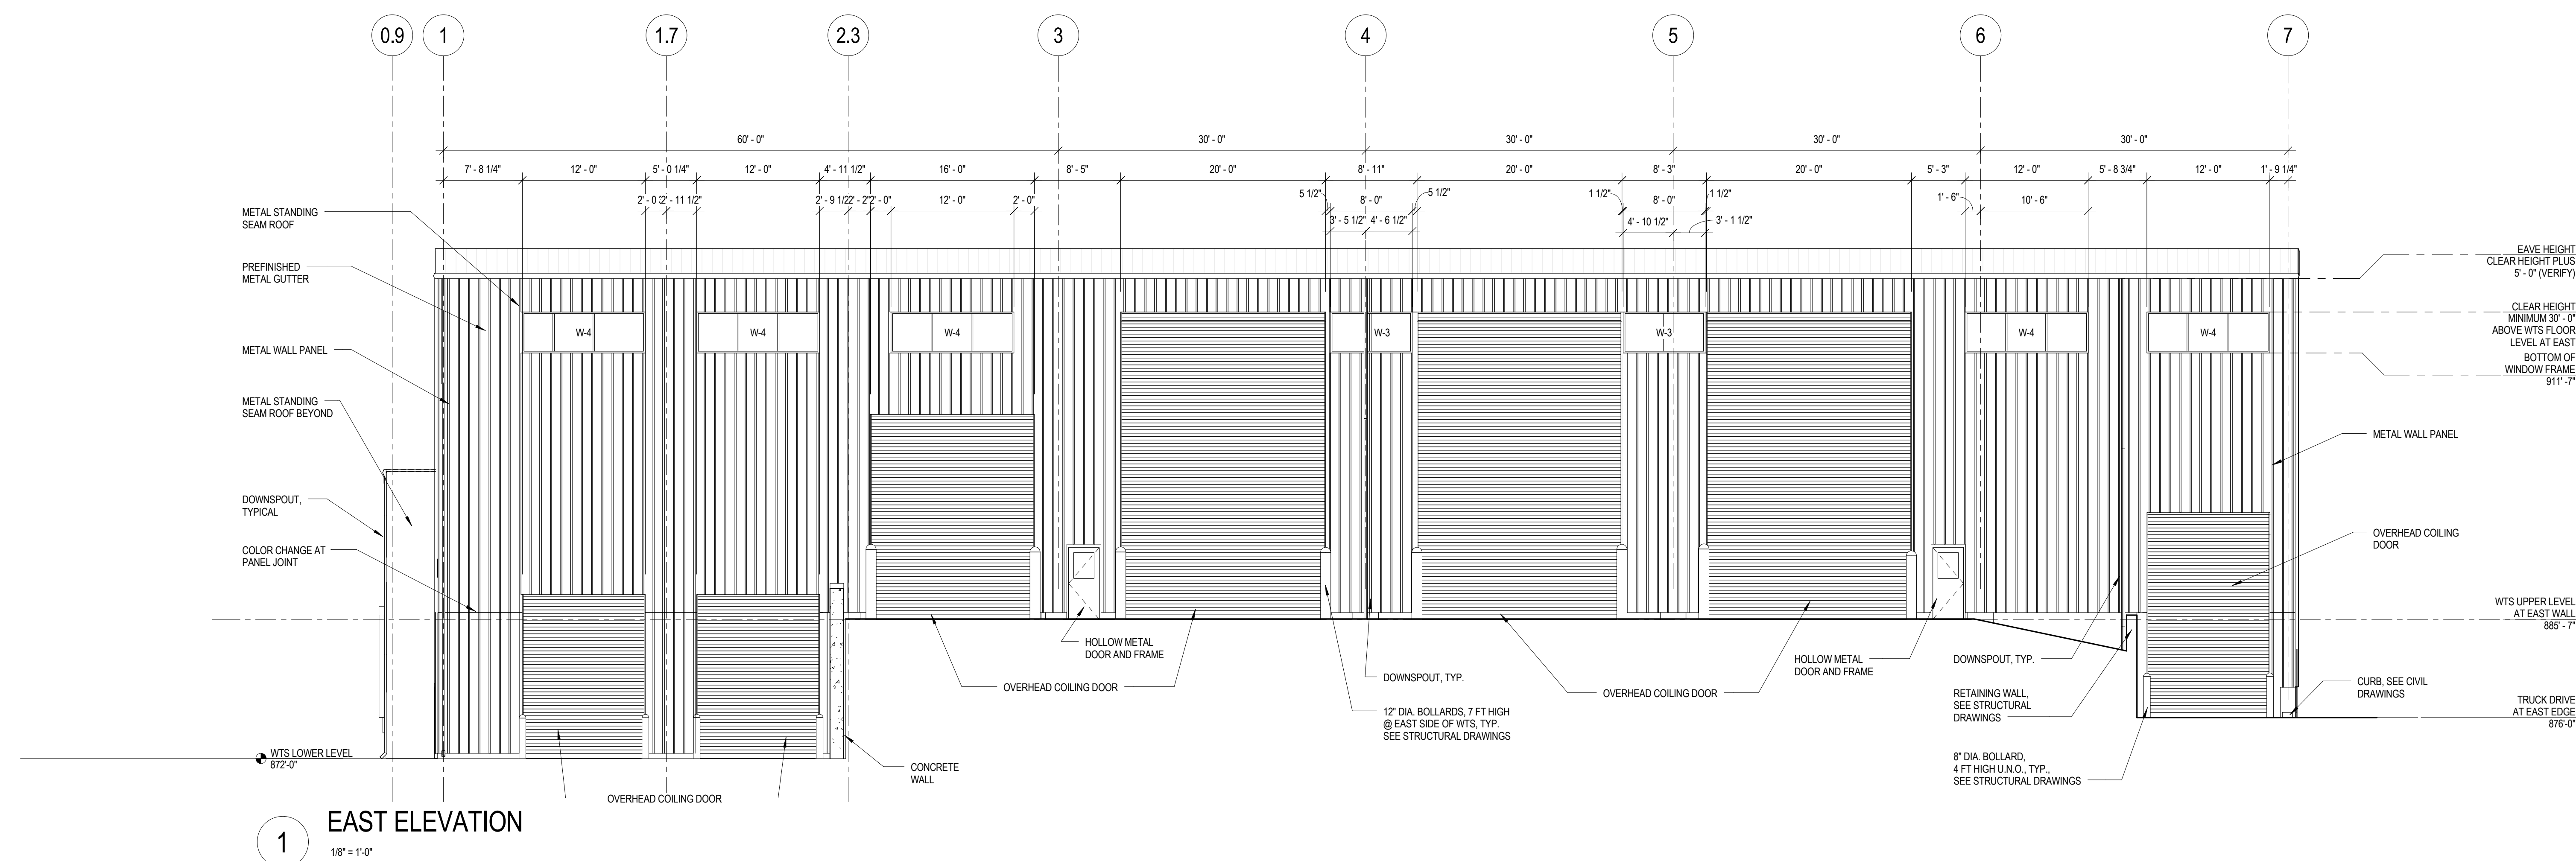 0.9
1
1.7
2.3
3
4
5
6
7
60' - 0"
30' - 0"
30' - 0"
30' - 0"
30' - 0"
7' - 8 1/4"
12' - 0"
5' - 0 1/4"
12' - 0"
4' - 11 1/2"
16' - 0"
8' - 5"
20' - 0"
8' - 11"
20' - 0"
8' - 3"
20' - 0"
5' - 3"
12' - 0"
5' - 8 3/4"
12' - 0"
1' - 9 1/4"
2' - 11 1/2"
2' - 0"
12' - 0"
2' - 0"
5 1/2"
8' - 0"
5 1/2"
3' - 5 1/2"
4' - 6 1/2"
1 1/2"
8' - 0"
1 1/2"
4' - 10 1/2"
3' - 1 1/2"
1' - 6"
10' - 6"
METAL STANDING
SEAM ROOF
PREFINISHED
METAL GUTTER
METAL WALL PANEL
METAL STANDING
SEAM ROOF BEYOND
DOWNSPOUT,
TYPICAL
COLOR CHANGE AT
PANEL JOINT
WTS LOWER LEVEL
872'-0"
W-4
W-4
W-4
W-3
W-3
W-4
W-4
EAVE HEIGHT
CLEAR HEIGHT PLUS
5' - 0" (VERIFY)
CLEAR HEIGHT
MINIMUM 30' - 0"
ABOVE WTS FLOOR
LEVEL AT EAST
BOTTOM OF
WINDOW FRAME
911' -7"
METAL WALL PANEL
OVERHEAD COILING
DOOR
WTS UPPER LEVEL
AT EAST WALL
885' - 7"
CURB, SEE CIVIL
DRAWINGS
TRUCK DRIVE
AT EAST EDGE
876'-0"
HOLLOW METAL
DOOR AND FRAME
OVERHEAD COILING DOOR
DOWNSPOUT, TYP.
12" DIA. BOLLARDS, 7 FT HIGH
@ EAST SIDE OF WTS, TYP.
SEE STRUCTURAL DRAWINGS
OVERHEAD COILING DOOR
HOLLOW METAL
DOOR AND FRAME
DOWNSPOUT, TYP.
RETAINING WALL,
SEE STRUCTURAL
DRAWINGS
8" DIA. BOLLARD,
4 FT HIGH U.N.O., TYP.,
SEE STRUCTURAL DRAWINGS
CONCRETE
WALL
OVERHEAD COILING DOOR
1
EAST ELEVATION
1/8" = 1'-0"